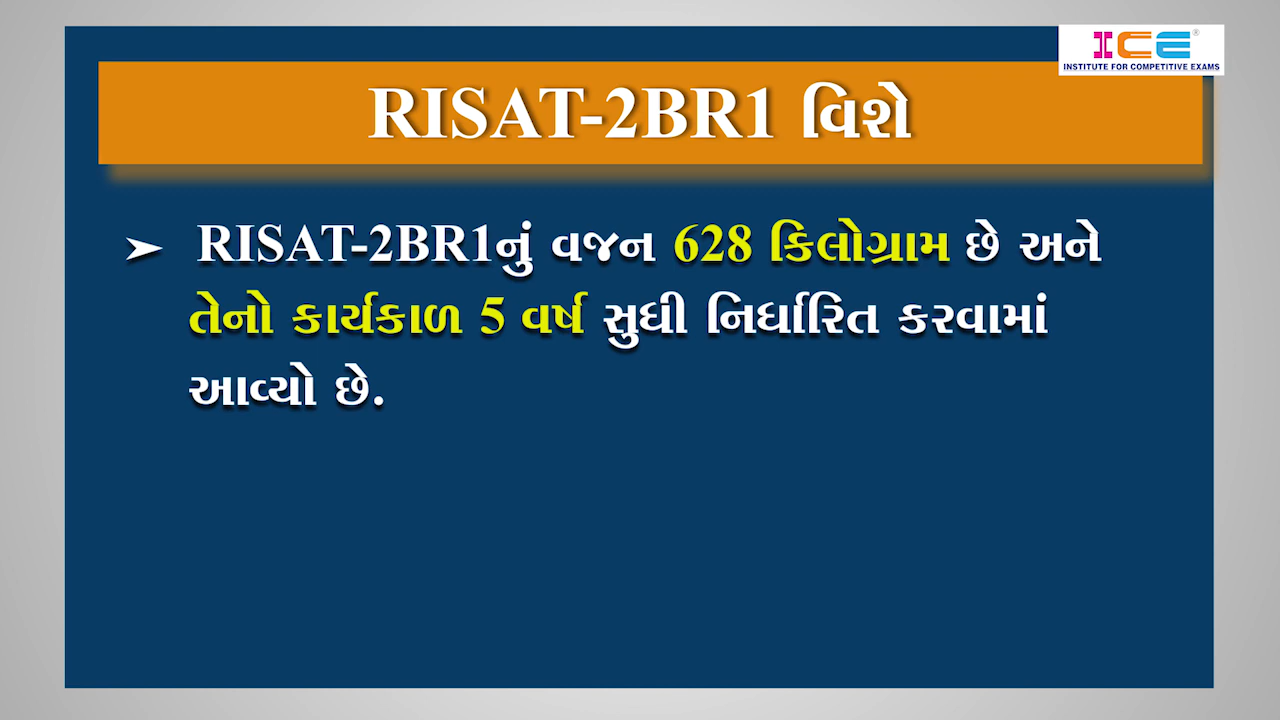 ICE®
INSTITUTE FOR COMPETITIVE EXAMS
RISAT-2BR1 વિશે
➤ RISAT-2BR1નું વજન 628 કિલોગ્રામ છે અને
તેનો કાર્યકાળ 5 વર્ષ સુધી નિર્ધારિત કરવામાં
આવ્યો છે.